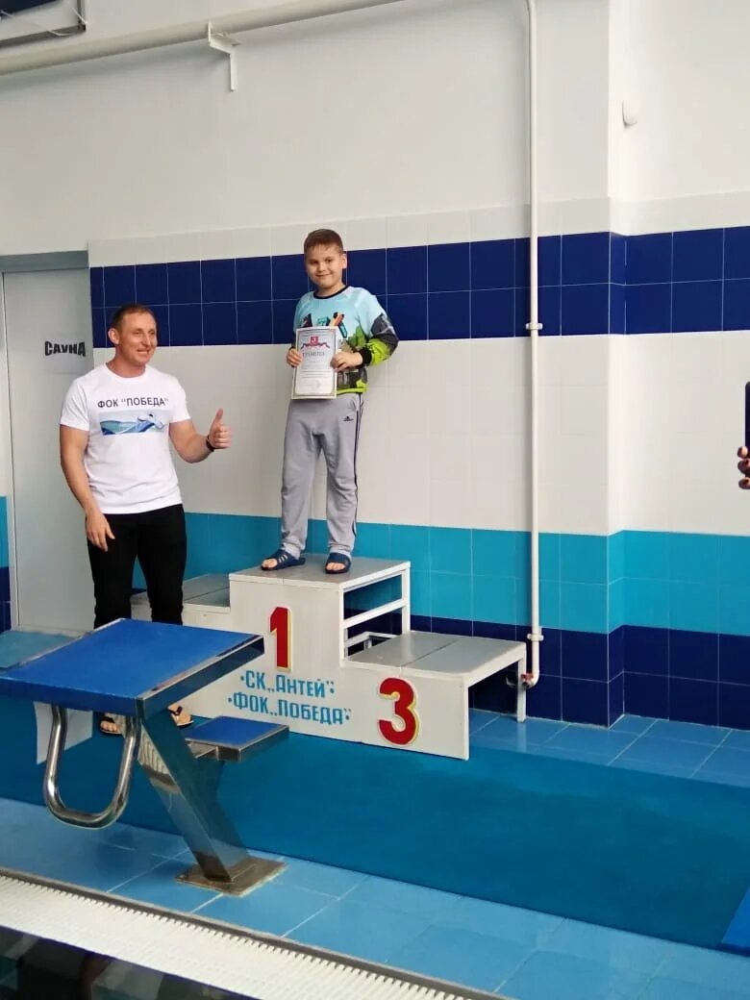 САУНА
ФОК "ПОБЕДА"
ГРАМОТА
1
•СК „Антей"•
•ФОК „ПОБЕДА"
3